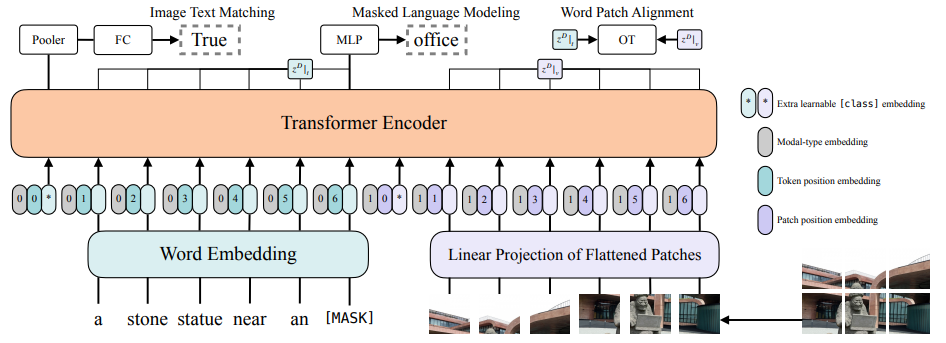 Image Text Matching
Masked Language Modeling
Word Patch Alignment
Pooler
FC
True
MLP
office
z^D|_t
OT
z^D|_v
z^D|_t
z^D|_v
Transformer Encoder
* * Extra learnable [class] embedding
Modal-type embedding
Token position embedding
Patch position embedding
0 0 * 0 1 0 2 0 3 0 4 0 5 0 6 1 0 * 1 1 1 2 1 3 1 4 1 5 1 6
Word Embedding
Linear Projection of Flattened Patches
a stone statue near an [MASK]